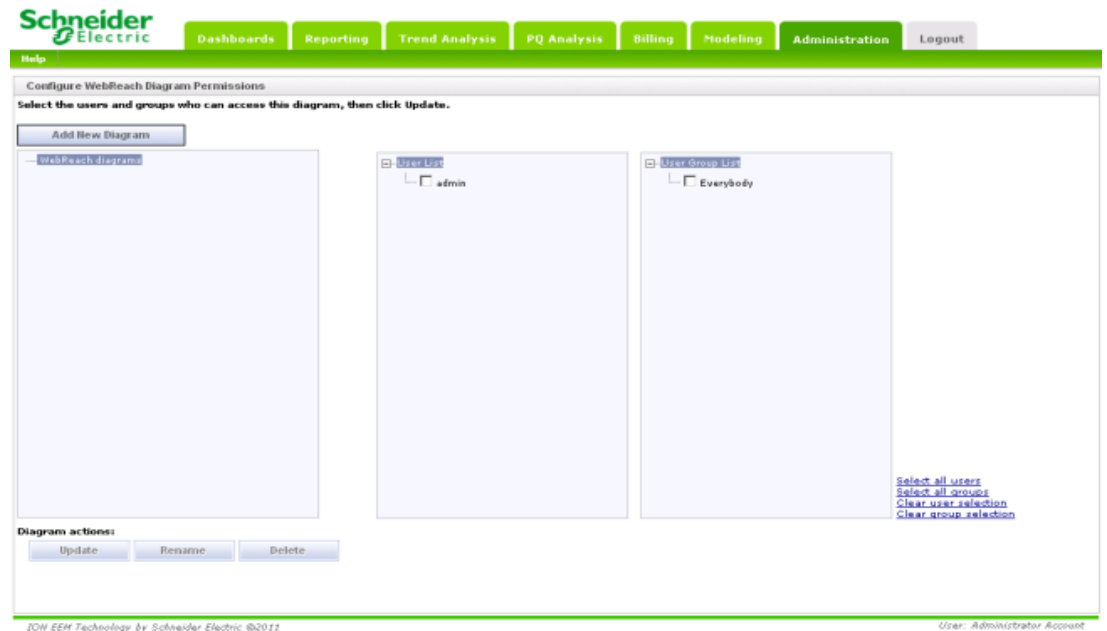 Schneider
Electric
Dashboards Reporting Trend Analysis PQ Analysis Billing Modeling Administration Logout
Help
Configure WebReach Diagram Permissions
Select the users and groups who can access this diagram, then click Update.
Add New Diagram
WebReach diagrams
User List
admin
User Group List
Everybody
Select all users
Select all groups
Clear user selection
Clear group selection
Diagram actions:
Update Rename Delete
ION EEM Technology by Schneider Electric ©2011
User: Administrator Account